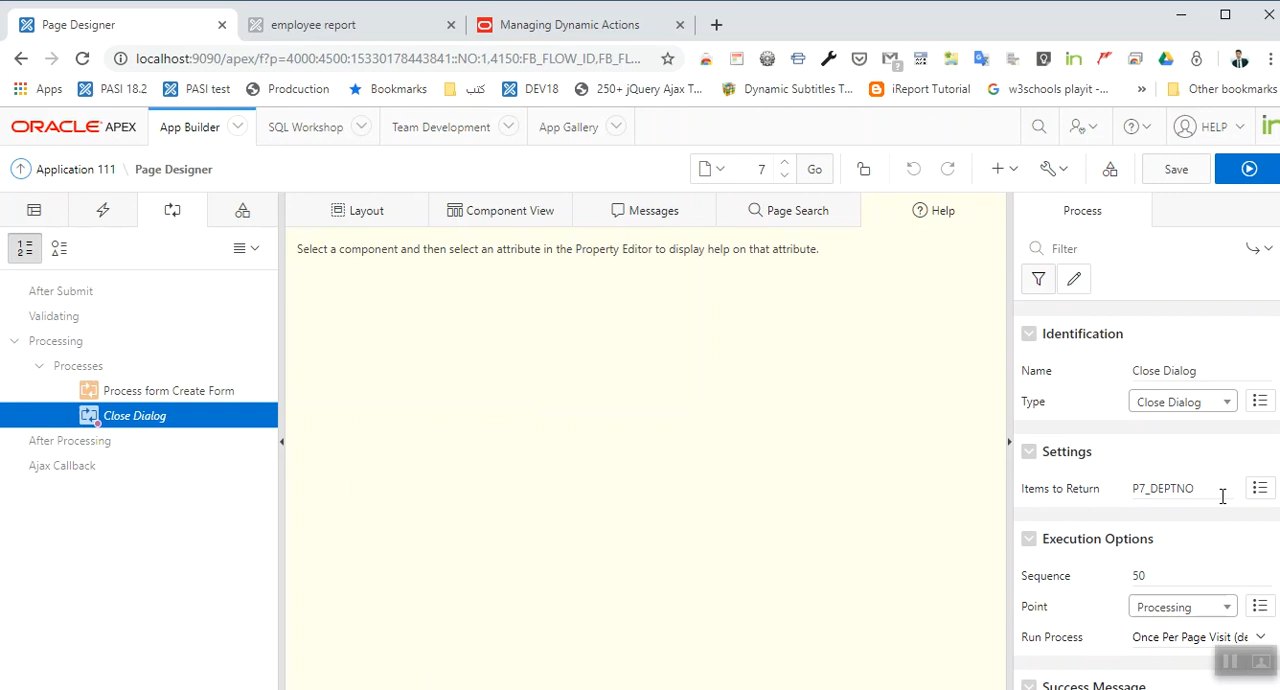 Page Designer
employee report
Managing Dynamic Actions
localhost:9090/apex/f?p=4000:4500:15330178443841::NO:1,4150:FB_FLOW_ID,FB_FL...
Apps PASI 18.2 PASI test Production Bookmarks كتب DEV18 250+ jQuery Ajax T... Dynamic Subtitles T... iReport Tutorial w3schools playit -... » Other bookmarks
ORACLE APEX App Builder SQL Workshop Team Development App Gallery HELP in
Application 111 \ Page Designer 7 Go Save
Layout Component View Messages Page Search Help Process
Select a component and then select an attribute in the Property Editor to display help on that attribute.
After Submit
Validating
Processing
Processes
Process form Create Form
Close Dialog
After Processing
Ajax Callback
Filter
Identification
Name Close Dialog
Type Close Dialog
Settings
Items to Return P7_DEPTNO
Execution Options
Sequence 50
Point Processing
Run Process Once Per Page Visit (de
Success Message